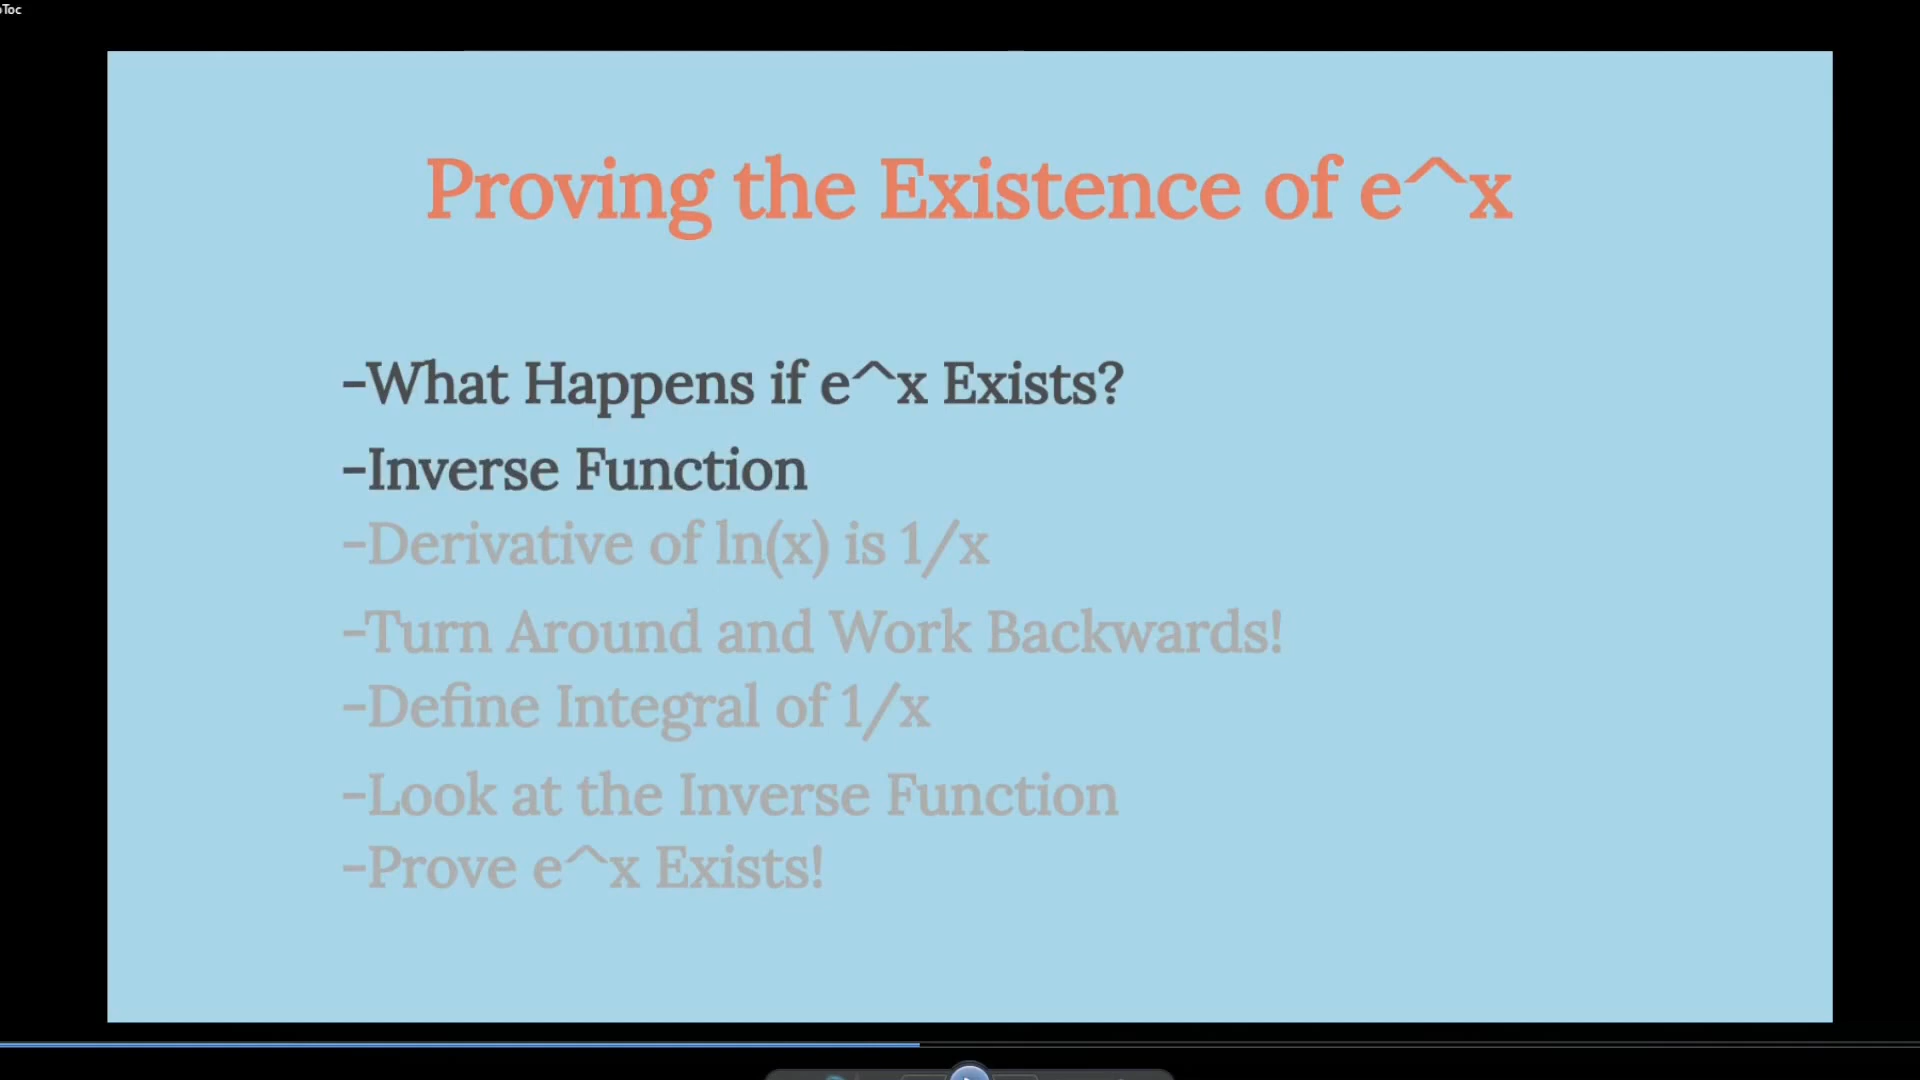 Toc
Proving the Existence of e^x
-What Happens if e^x Exists?
-Inverse Function
-Derivative of ln(x) is 1/x
-Turn Around and Work Backwards!
-Define Integral of 1/x
-Look at the Inverse Function
-Prove e^x Exists!